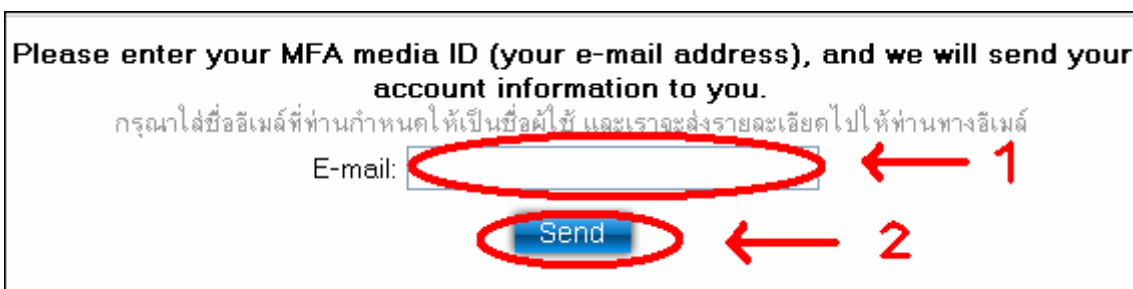 Please enter your MFA media ID (your e-mail address), and we will send your
account information to you.
กรุณาใส่ชื่ออีเมล์ที่ท่านกำหนดให้เป็นชื่อผู้ใช้ และเราจะส่งรายละเอียดไปให้ท่านทางอีเมล์
E-mail: 1
Send 2